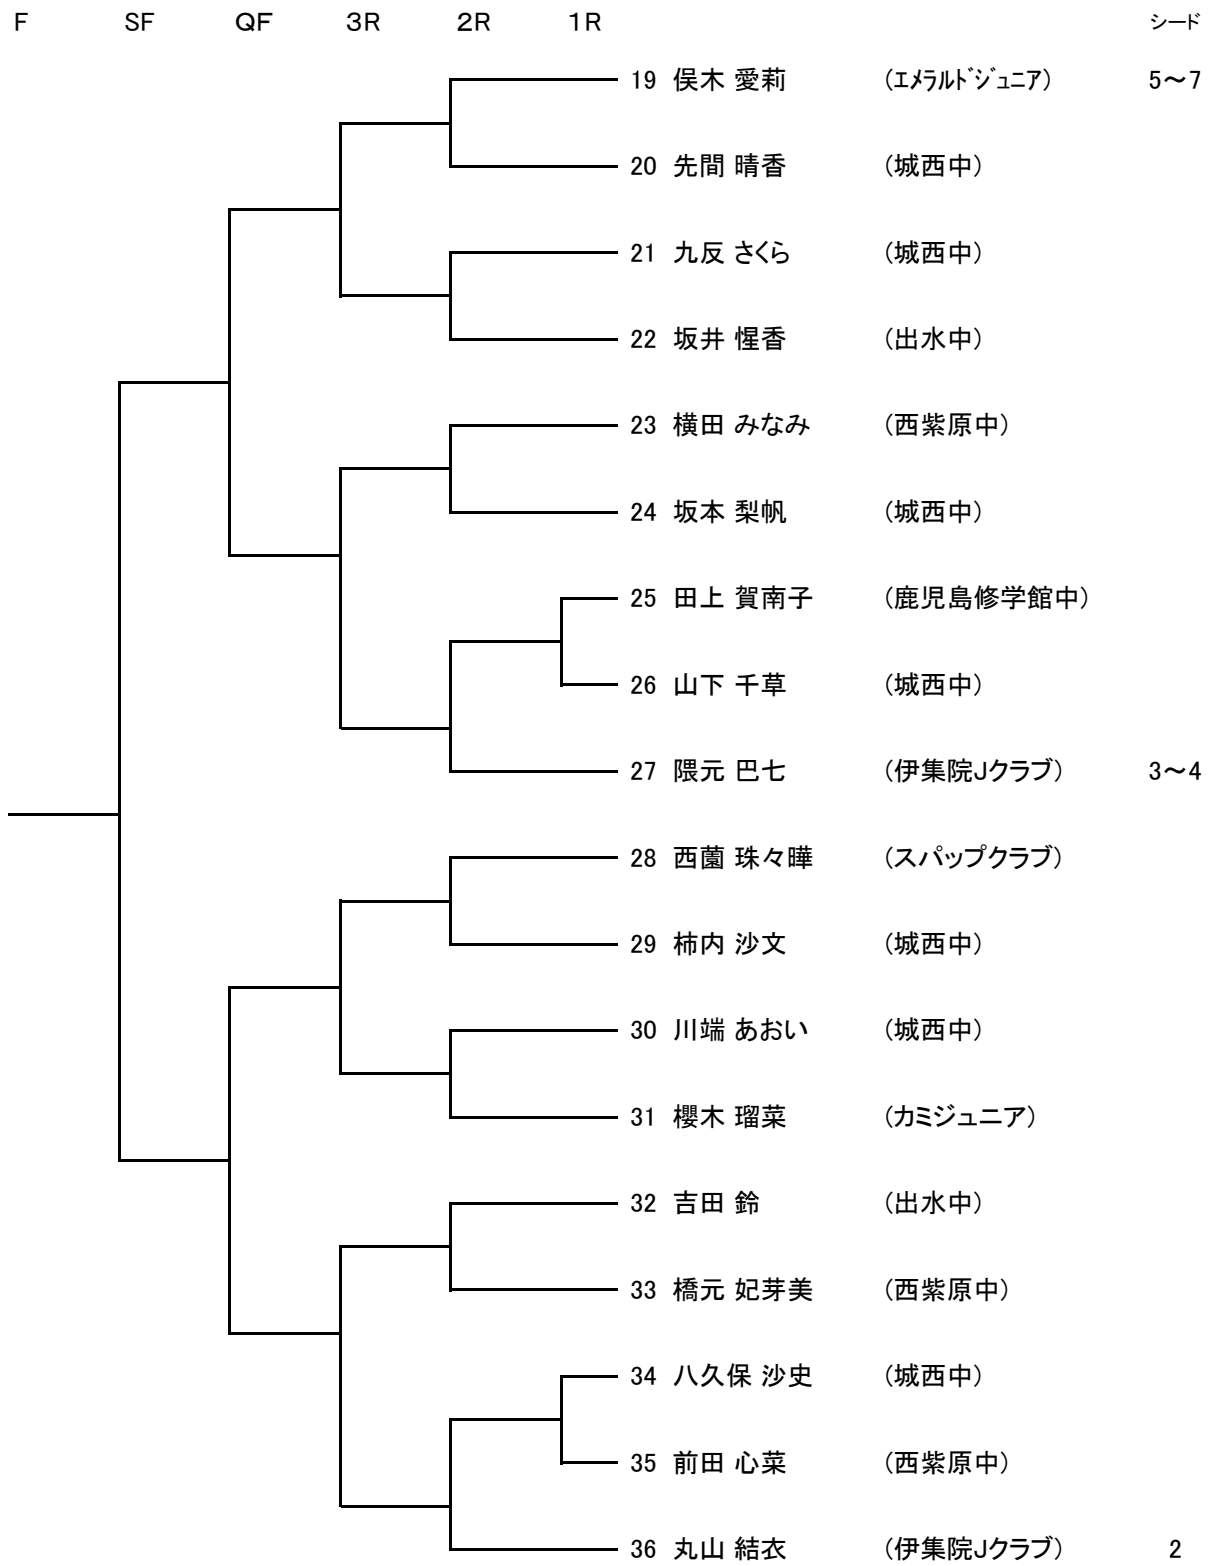 F SF QF 3R 2R 1R シード
19 俣木 愛莉 (エメラルドジュニア) 5～7
20 先間 晴香 (城西中)
21 九反 さくら (城西中)
22 坂井 惺香 (出水中)
23 横田 みなみ (西紫原中)
24 坂本 梨帆 (城西中)
25 田上 賀南子 (鹿児島修学館中)
26 山下 千草 (城西中)
27 隈元 巴七 (伊集院Jクラブ) 3～4
28 西薗 珠々曄 (スパップクラブ)
29 柿内 沙文 (城西中)
30 川端 あおい (城西中)
31 櫻木 瑠菜 (カミジュニア)
32 吉田 鈴 (出水中)
33 橋元 妃芽美 (西紫原中)
34 八久保 沙史 (城西中)
35 前田 心菜 (西紫原中)
36 丸山 結衣 (伊集院Jクラブ) 2